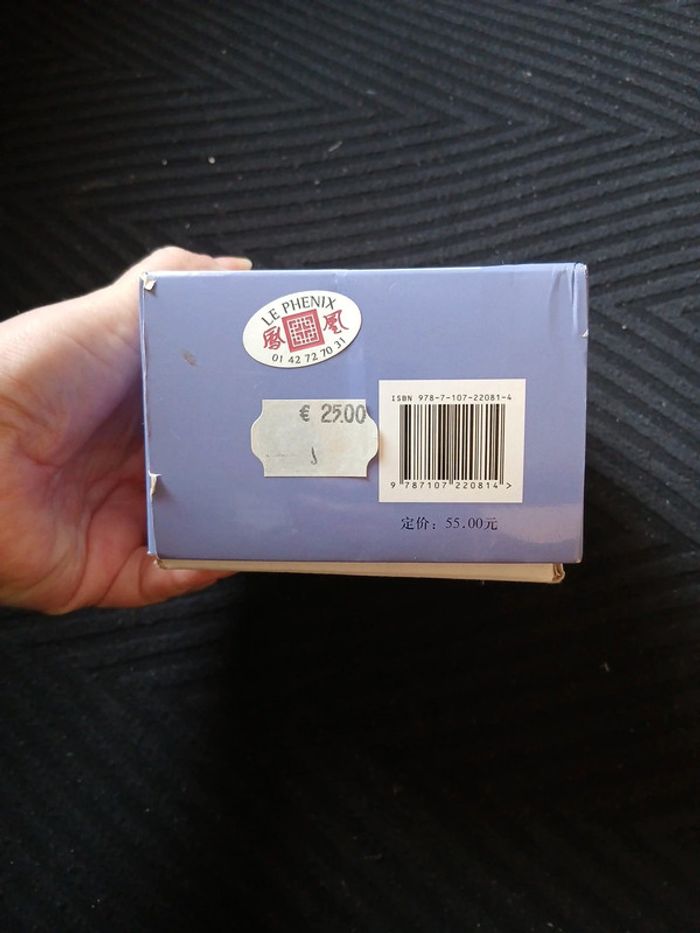 LE PHENIX
鳳凰
01 42 72 70 31
€ 25.00
ISBN 978-7-107-22081-4
9 787107 220814 >
定价：55.00元